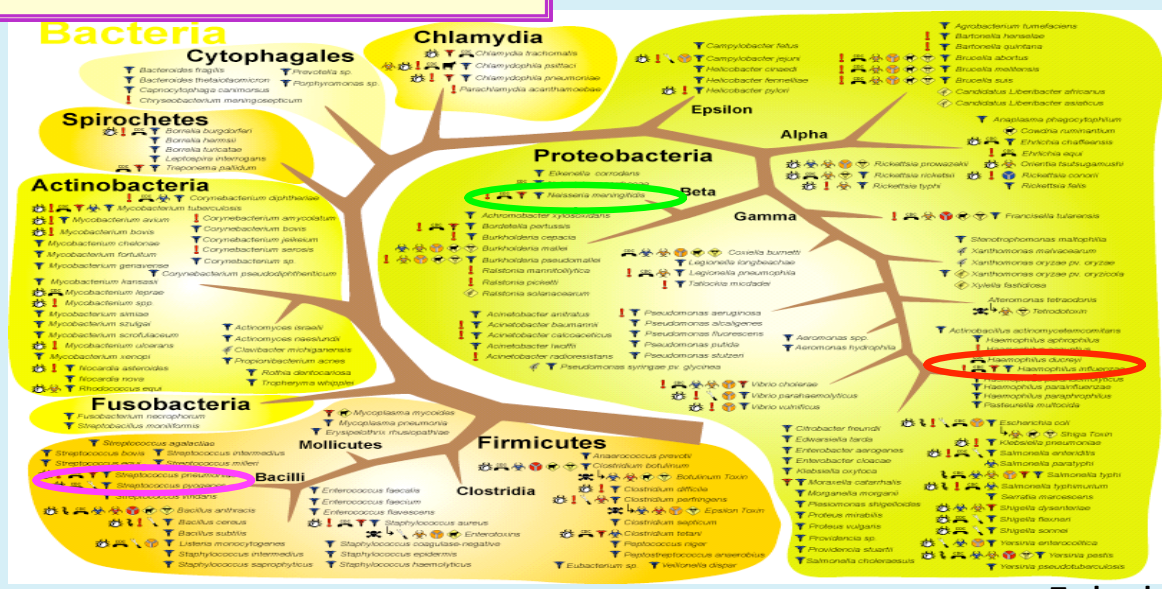 Bacteria
Cytophagales
Bacteroides fragilis
Prevotella sp.
Bacteroides thetaiotaomicron
Porphyromonas sp.
Capnocytophaga canimorsus
Chryseobacterium meningosepticum
Chlamydia
Chlamydia trachomatis
Chlamydophila psittaci
Chlamydophila pneumoniae
Parachlamydia acanthamoebae
Spirochetes
Borrelia burgdorferi
Borrelia hermsii
Borrelia turicatae
Leptospira interrogans
Treponema pallidum
Actinobacteria
Corynebacterium diphtheriae
Mycobacterium tuberculosis
Mycobacterium avium
Corynebacterium amycolatum
Mycobacterium bovis
Corynebacterium bovis
Mycobacterium chelonae
Corynebacterium jeikeium
Mycobacterium fortuitum
Corynebacterium serosis
Mycobacterium genavense
Corynebacterium sp.
Corynebacterium pseudodiphtheriticum
Mycobacterium kansasii
Mycobacterium leprae
Mycobacterium spp
Mycobacterium simiae
Mycobacterium szulgai
Mycobacterium scrofulaceum
Mycobacterium ulcerans
Mycobacterium xenopi
Nocardia asteroides
Nocardia nova
Rhodococcus equi
Actinomyces israelii
Actinomyces naeslundii
Clavibacter michiganensis
Propionibacterium acnes
Rothia dentocariosa
Tropheryma whipplei
Fusobacteria
Fusobacterium necrophorum
Streptobacillus moniliformis
Mollicutes
Mycoplasma mycoides
Mycoplasma pneumonia
Erysipelothrix rhusiopathiae
Firmicutes
Bacilli
Streptococcus agalactiae
Streptococcus bovis
Streptococcus intermedius
Streptococcus equi
Streptococcus milleri
Streptococcus pneumonia
Streptococcus pyogenes
Streptococcus viridans
Bacillus anthracis
Bacillus cereus
Bacillus subtilis
Listeria monocytogenes
Staphylococcus intermedius
Staphylococcus saprophyticus
Enterococcus faecalis
Enterococcus faecium
Enterococcus flavescens
Staphylococcus aureus
Enterotoxins
Staphylococcus coagulase-negative
Staphylococcus epidermis
Staphylococcus haemolyticus
Clostridia
Anaerococcus prevotii
Clostridium botulinum
Botulinum Toxin
Clostridium difficile
Clostridium perfringens
Epsilon Toxin
Clostridium septicum
Clostridium tetani
Peptococcus niger
Peptostreptococcus anaerobius
Eubacterium sp.
Veillonella dispar
Proteobacteria
Epsilon
Campylobacter fetus
Campylobacter jejuni
Helicobacter cinaedi
Helicobacter fennelliae
Helicobacter pylori
Alpha
Agrobacterium tumefaciens
Bartonella henselae
Bartonella quintana
Brucella abortus
Brucella melitensis
Brucella suis
Candidatus Liberibacter africanus
Candidatus Liberibacter asiaticus
Anaplasma phagocytophilum
Cowdria ruminantium
Ehrlichia chaffeensis
Ehrlichia equi
Rickettsia prowazekii
Orientia tsutsugamushi
Rickettsia ricketsii
Rickettsia conorii
Rickettsia typhi
Rickettsia felis
Beta
Eikenella corrodens
Neisseria meningitidis
Achromobacter xylosoxidans
Bordetella pertussis
Burkholderia cepacia
Burkholderia mallei
Burkholderia pseudomallei
Ralstonia mannitolilytica
Ralstonia pickettii
Ralstonia solanacearum
Gamma
Francisella tularensis
Coxiella burnetti
Legionella longbeachae
Legionella pneumophila
Tatlockia micdadei
Stenotrophomonas maltophilia
Xanthomonas malvacearum
Xanthomonas oryzae pv. oryzae
Xanthomonas oryzae pv. oryzicola
Xylella fastidiosa
Alteromonas tetraodonis
Tetrodotoxin
Acinetobacter anitratus
Acinetobacter baumannii
Acinetobacter calcoaceticus
Acinetobacter lwoffii
Acinetobacter radioresistans
Pseudomonas aeruginosa
Pseudomonas alcaligenes
Pseudomonas fluorescens
Pseudomonas putida
Pseudomonas stutzeri
Pseudomonas syringae pv. glycinea
Aeromonas spp.
Aeromonas hydrophila
Vibrio cholerae
Vibrio parahaemolyticus
Vibrio vulnificus
Actinobacillus actinomycetemcomitans
Haemophilus aphrophilus
Haemophilus ducreyi
Haemophilus influenzae
Haemophilus parainfluenzae
Haemophilus paraphrophilus
Pasteurella multocida
Citrobacter freundii
Edwarsiella tarda
Enterobacter aerogenes
Enterobacter cloacae
Klebsiella oxytoca
Moraxella catarrhalis
Morganella morganii
Plesiomonas shigelloides
Proteus mirabilis
Proteus vulgaris
Providencia sp.
Providencia stuartii
Salmonella choleraesuis
Escherichia coli
Shiga Toxin
Klebsiella pneumoniae
Salmonella enteritidis
Salmonella paratyphi
Salmonella typhi
Salmonella typhimurium
Serratia marcescens
Shigella dysenteriae
Shigella flexneri
Shigella sonnei
Yersinia enterocolitica
Yersinia pestis
Yersinia pseudotuberculosis